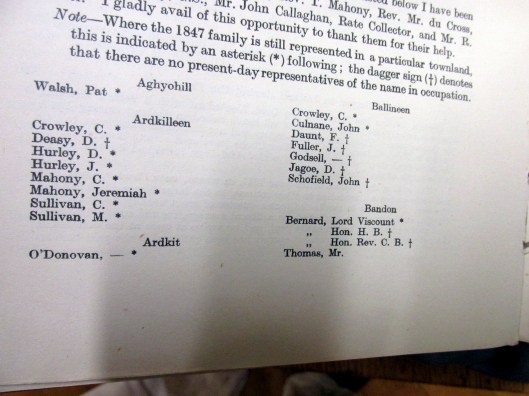 below I have been
Mahony, Rev. Mr. du Cross,
Mr. John Callaghan, Rate Collector, and Mr. R.
I gladly avail of this opportunity to thank them for their help.
Note—Where the 1847 family is still represented in a particular townland,
this is indicated by an asterisk (*) following ; the dagger sign (†) denotes
that there are no present-day representatives of the name in occupation.
Aghyohill
Walsh, Pat *
Ardkilleen
Crowley, C. *
Deasy, D. †
Hurley, D. *
Hurley, J. *
Mahony, C. *
Mahony, Jeremiah *
Sullivan, C. *
Sullivan, M. *
Ardkit
O'Donovan, — *
Ballineen
Crowley, C. *
Culnane, John *
Daunt, F. †
Fuller, J. †
Godsell, — †
Jagoe, D. †
Schofield, John †
Bandon
Bernard, Lord Viscount *
„ Hon. H. B. †
„ Hon. Rev. C. B. †
Thomas, Mr.